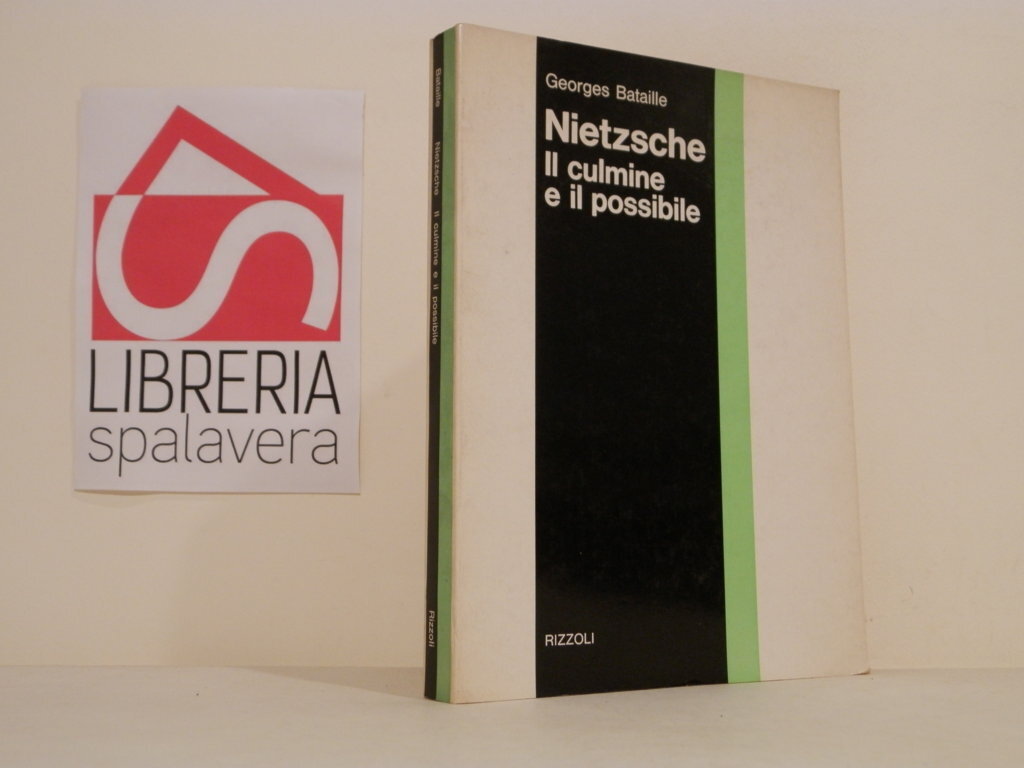 LIBRERIA
spalavera
Bataille Nietzsche Il culmine e il possibile Rizzoli
Georges Bataille
Nietzsche
Il culmine
e il possibile
RIZZOLI